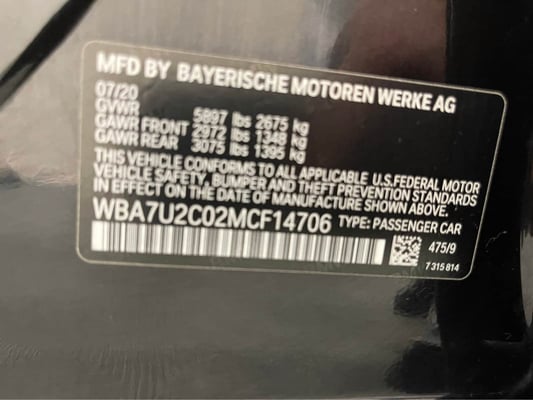 MFD BY BAYERISCHE MOTOREN WERKE AG
07/20
GVWR 5897 lbs 2675 kg
GAWR FRONT 2972 lbs 1348 kg
GAWR REAR 3075 lbs 1395 kg
THIS VEHICLE CONFORMS TO ALL APPLICABLE U.S.FEDERAL MOTOR
VEHICLE SAFETY, BUMPER AND THEFT PREVENTION STANDARDS
IN EFFECT ON THE DATE OF MANUFACTURE SHOWN ABOVE.
WBA7U2C02MCF14706 TYPE: PASSENGER CAR
475/9
7 315 814